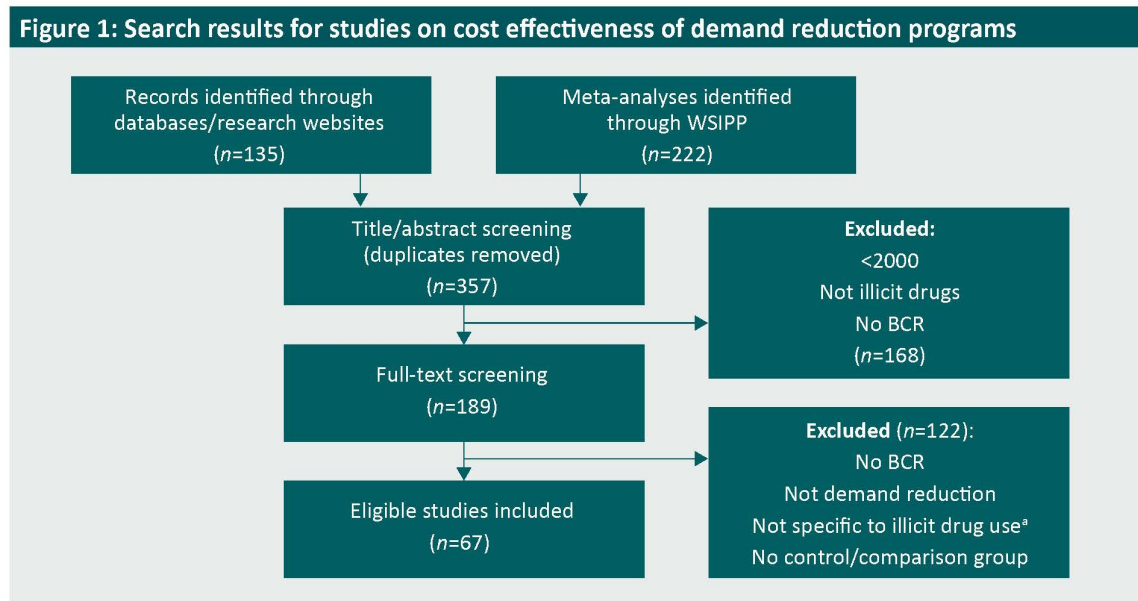 Figure 1: Search results for studies on cost effectiveness of demand reduction programs
Records identified through
databases/research websites
(n=135)
Meta-analyses identified
through WSIPP
(n=222)
Title/abstract screening
(duplicates removed)
(n=357)
Excluded:
<2000
Not illicit drugs
No BCR
(n=168)
Full-text screening
(n=189)
Excluded (n=122):
No BCR
Not demand reduction
Not specific to illicit drug useᵃ
No control/comparison group
Eligible studies included
(n=67)